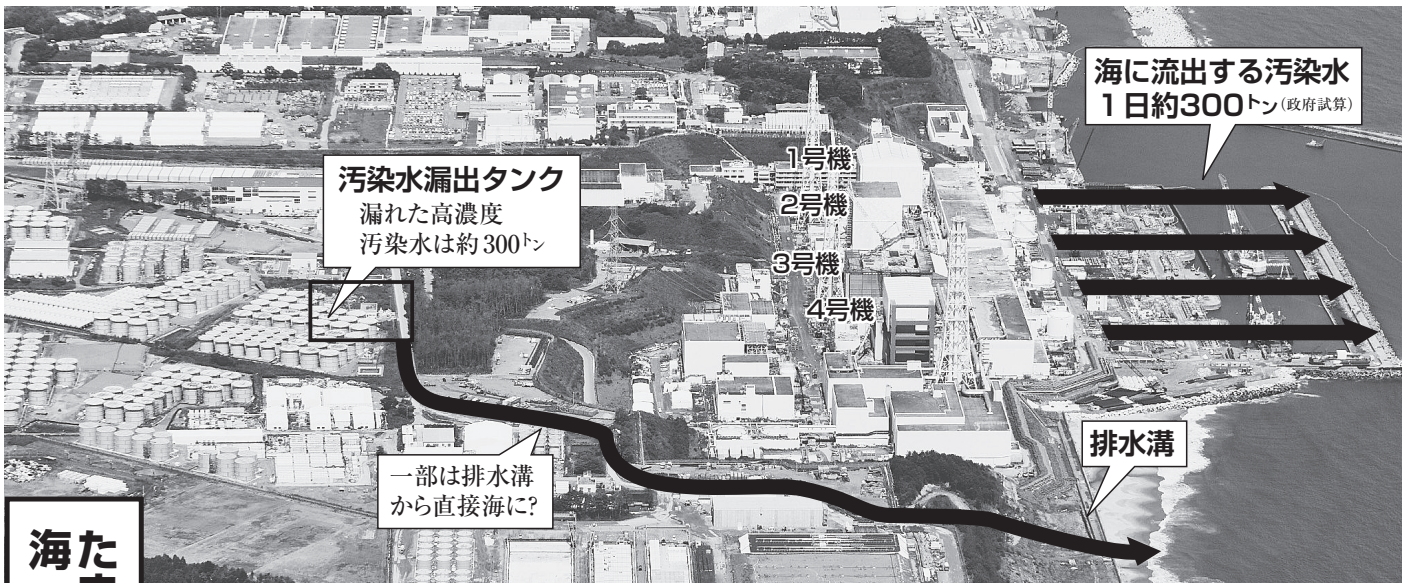 海に流出する汚染水
1日約300トン(政府試算)
汚染水漏出タンク
漏れた高濃度
汚染水は約300トン
1号機
2号機
3号機
4号機
一部は排水溝
から直接海に?
排水溝
た
海